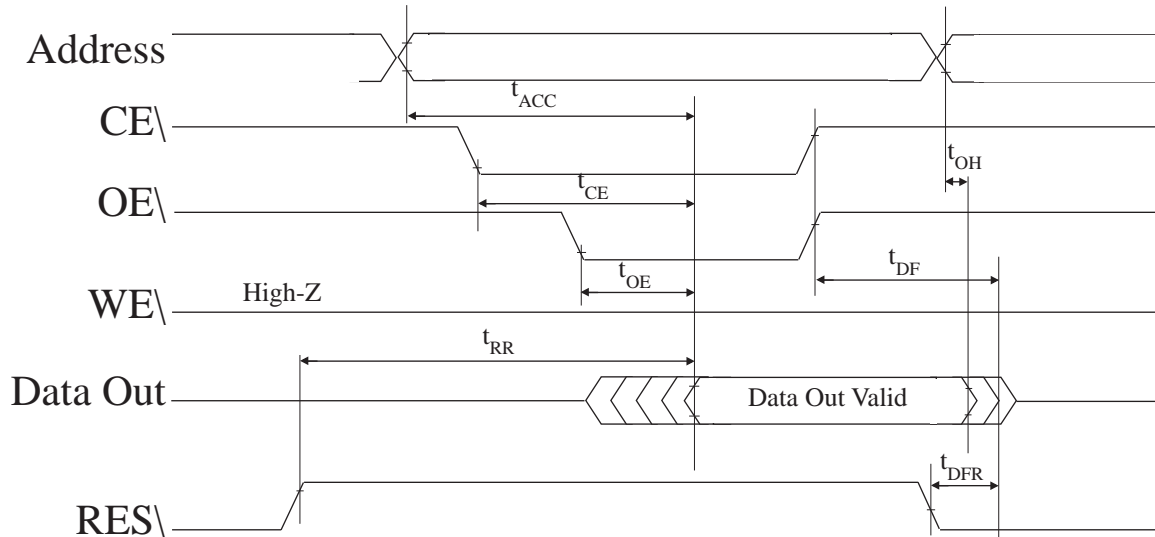 Address
t_ACC
CE\
t_OH
t_CE
OE\
t_DF
t_OE
High-Z
WE\
t_RR
Data Out
Data Out Valid
t_DFR
RES\